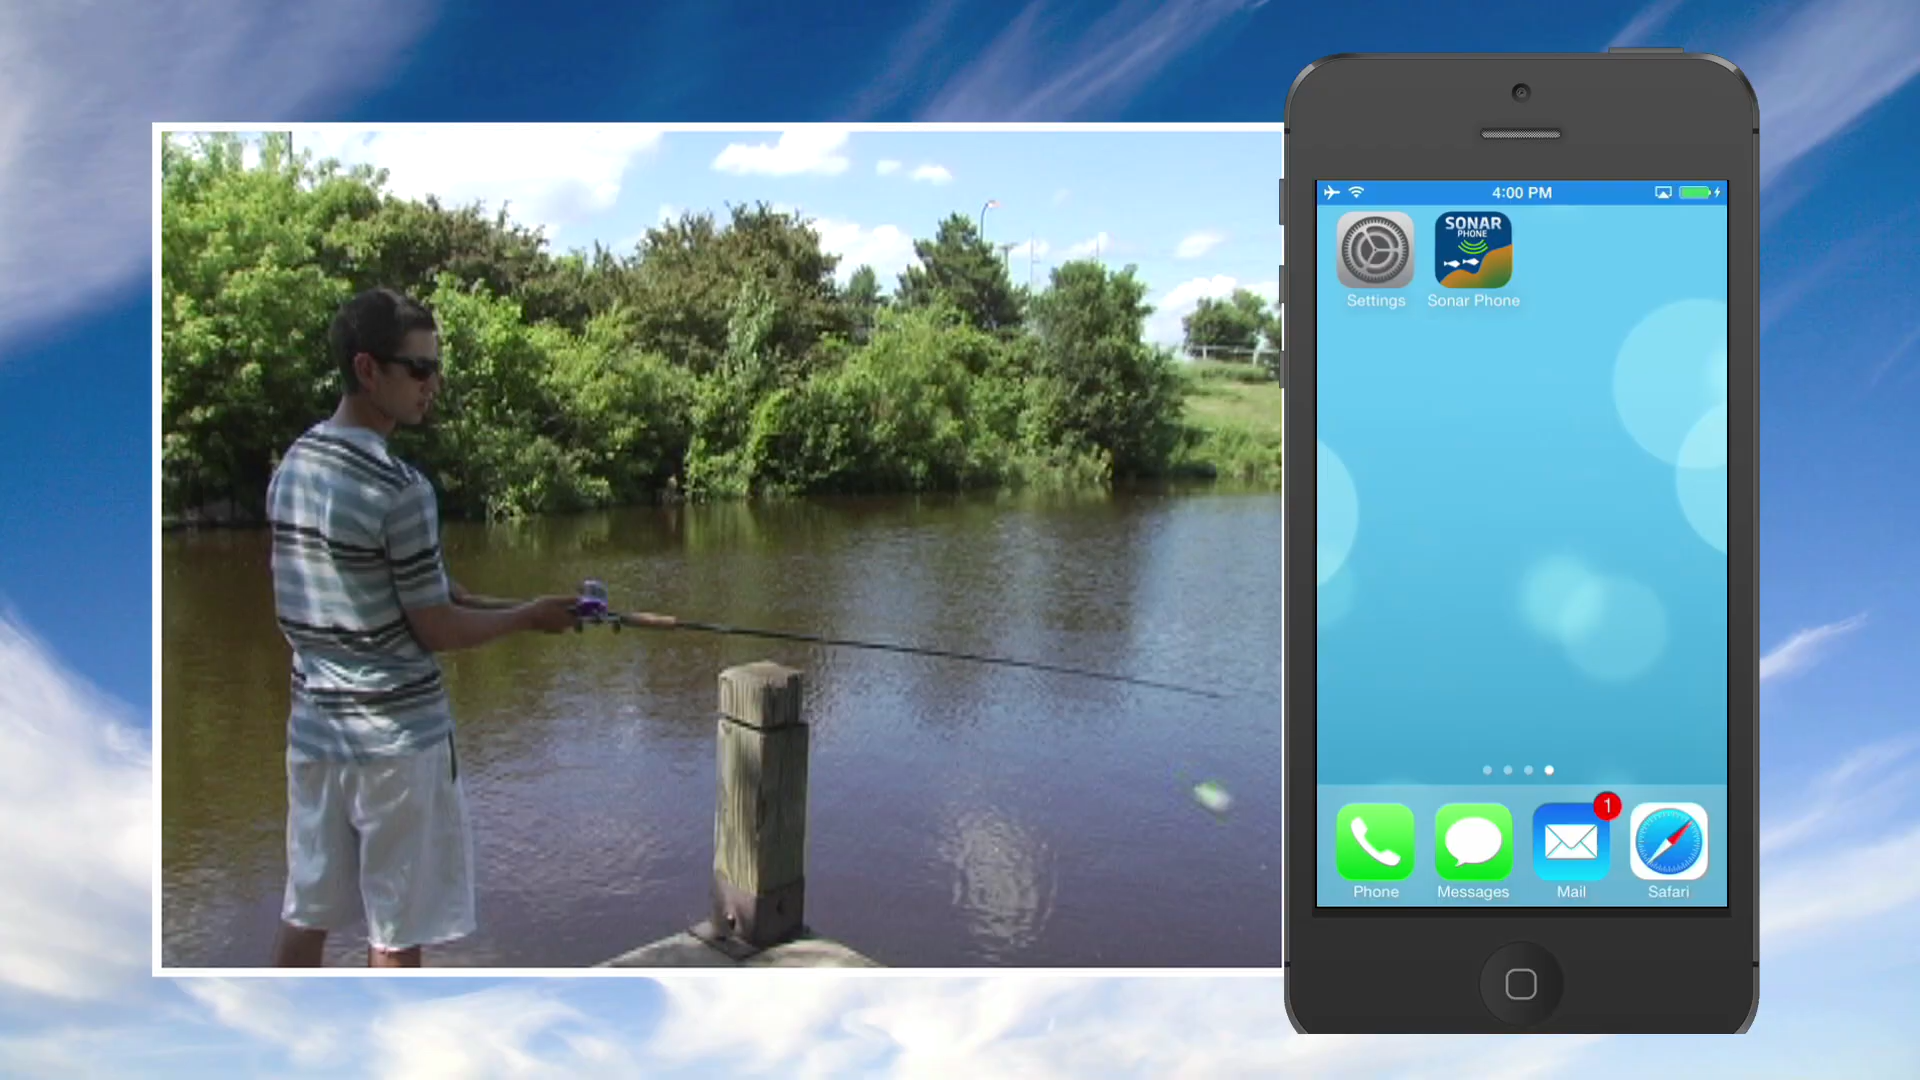 4:00 PM
SONAR
PHONE
Settings
Sonar Phone
1
Phone
Messages
Mail
Safari